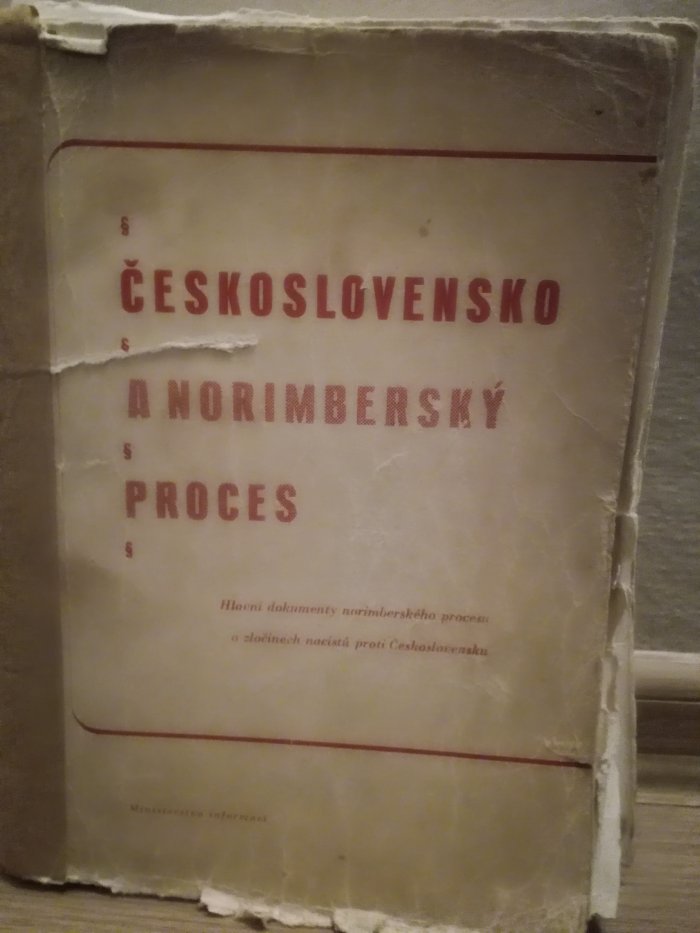 §
ČESKOSLOVENSKO
§
A NORIMBERSKÝ
§
PROCES
§
Hlavní dokumenty norimberského procesu
o zločinech nacistů proti Československu
Ministerstvo informací